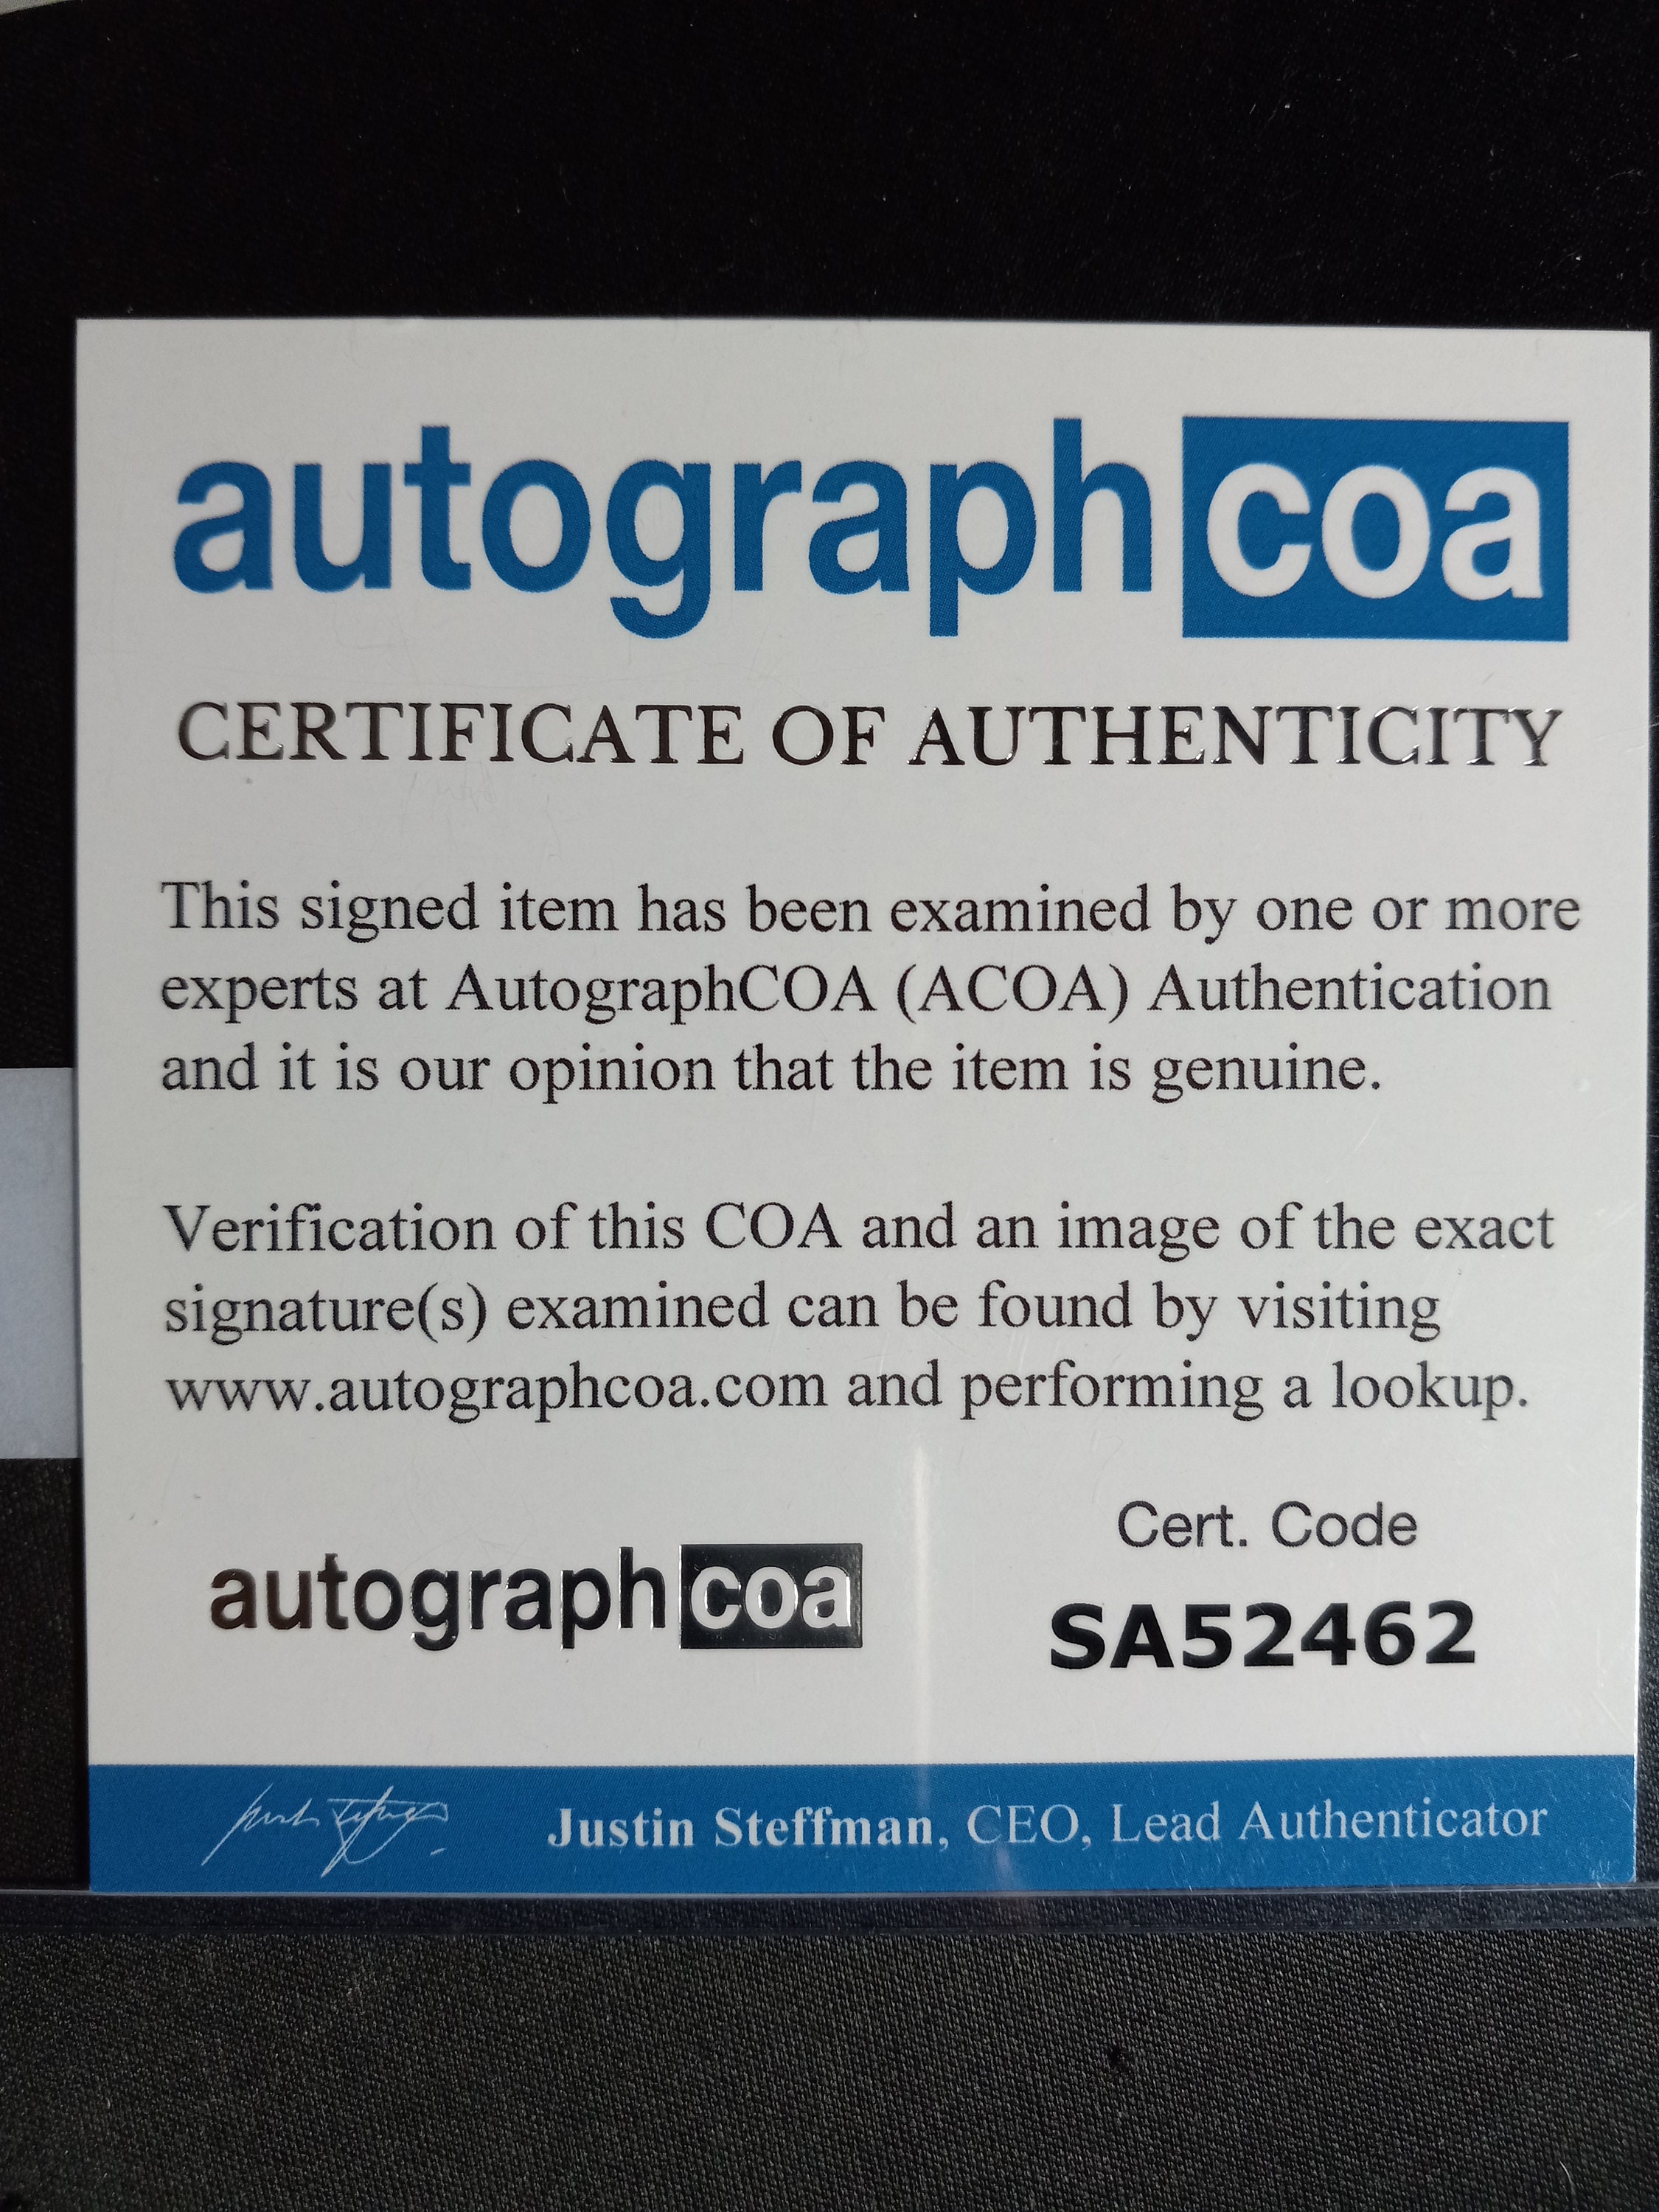 autograph coa
CERTIFICATE OF AUTHENTICITY
This signed item has been examined by one or more
experts at AutographCOA (ACOA) Authentication
and it is our opinion that the item is genuine.
Verification of this COA and an image of the exact
signature(s) examined can be found by visiting
www.autographcoa.com and performing a lookup.
autograph coa
Cert. Code
SA52462
Justin Steffman, CEO, Lead Authenticator